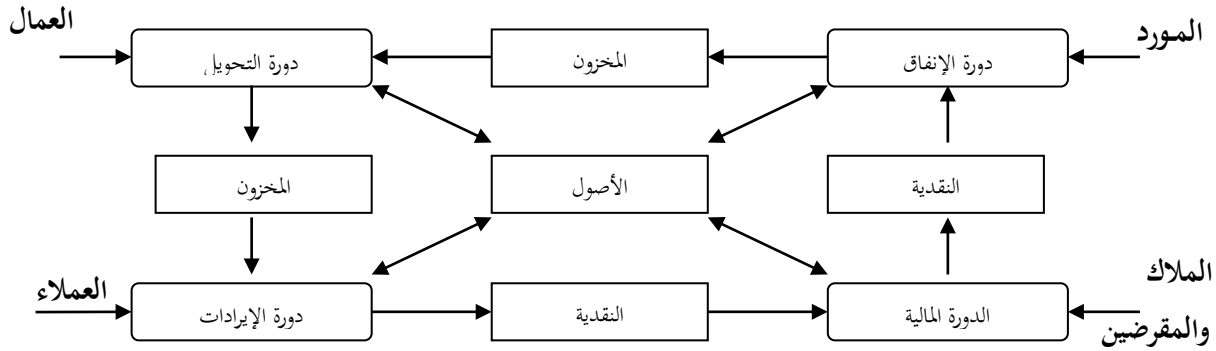 المورد
دورة الإنفاق
المخزون
دورة التحويل
العمال
النقدية
الأصول
المخزون
الملاك
والمقرضين
الدورة المالية
النقدية
دورة الإيرادات
العملاء